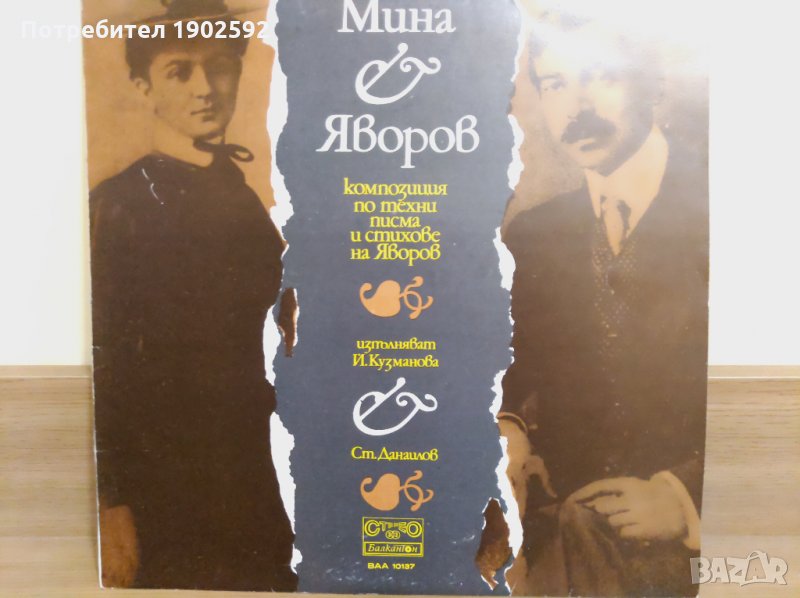 Потребител 1902592
Мина
&
Яворов
композиция
по техни
писма
и стихове
на Яворов
изпълняват
И. Кузманова
&
Ст. Данаилов
СТЕРЕО
Балкантон
ВАА 10137
BAZAR